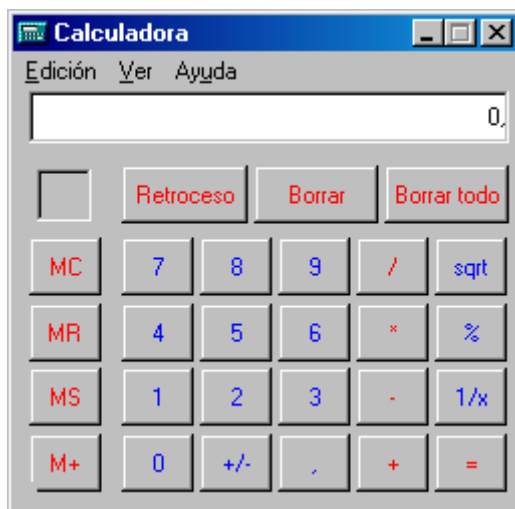 Calculadora
Edición Ver Ayuda
0,
Retroceso Borrar Borrar todo
MC 7 8 9 / sqrt
MR 4 5 6 * %
MS 1 2 3 - 1/x
M+ 0 +/- , + =